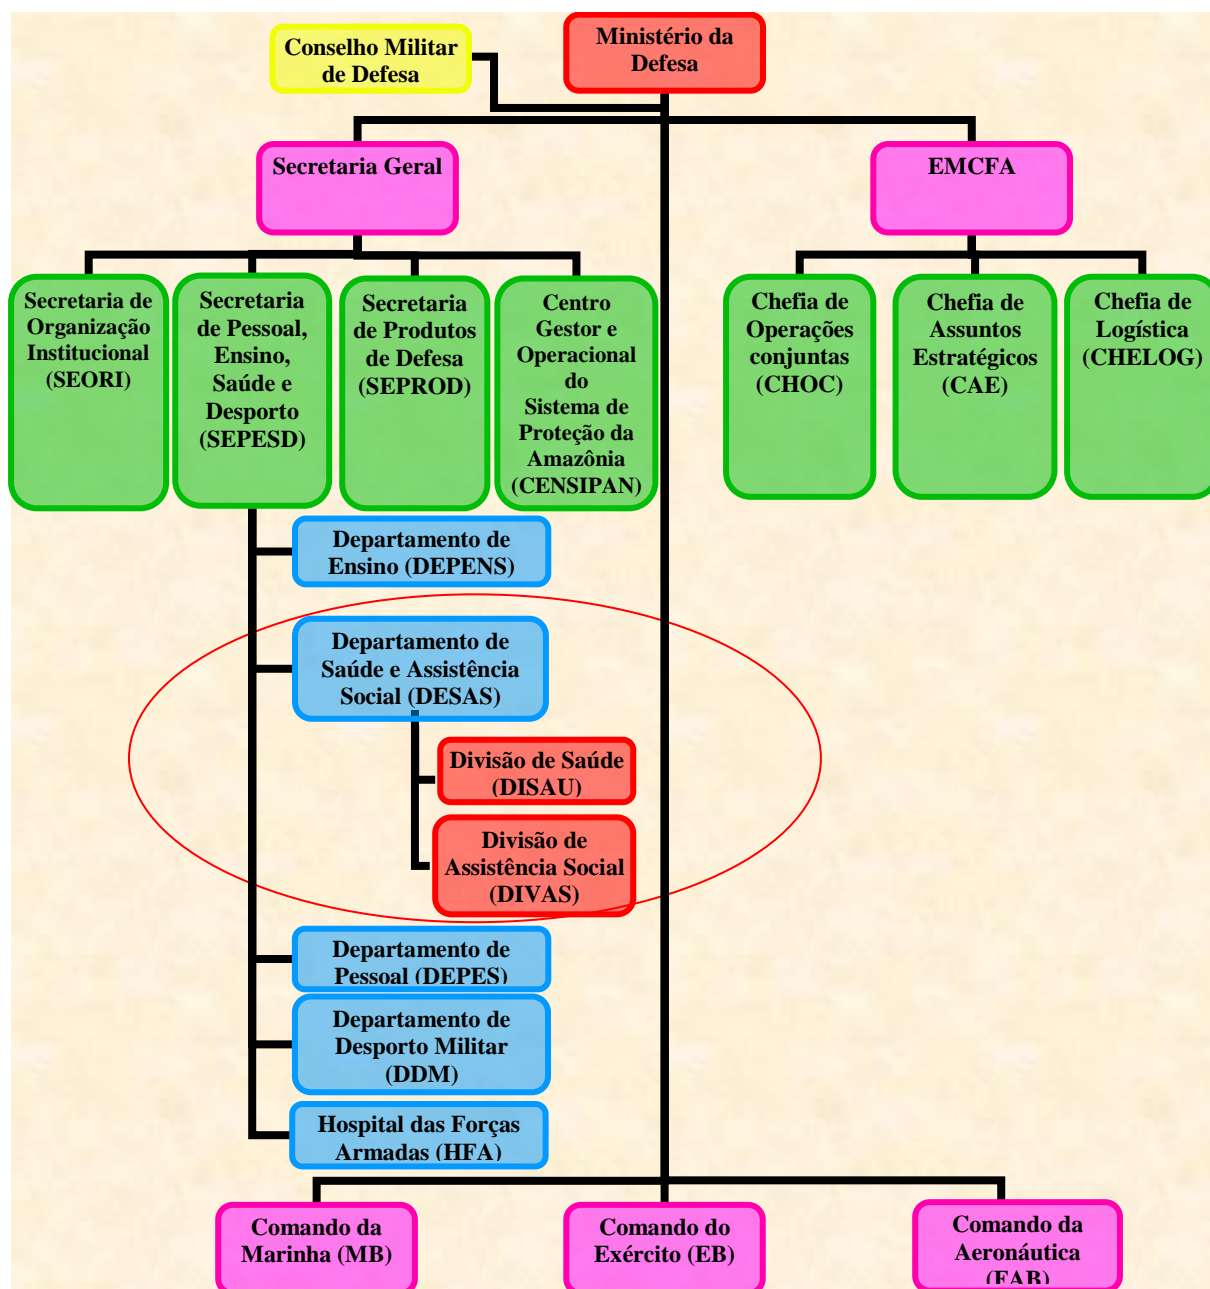 Conselho Militar
de Defesa
Ministério da
Defesa
Secretaria Geral
EMCFA
Secretaria de
Organização
Institucional
(SEORI)
Secretaria
de Pessoal,
Ensino,
Saúde e
Desporto
(SEPESD)
Secretaria
de Produtos
de Defesa
(SEPROD)
Centro
Gestor e
Operacional
do
Sistema de
Proteção da
Amazônia
(CENSIPAN)
Chefia de
Operações
conjuntas
(CHOC)
Chefia de
Assuntos
Estratégicos
(CAE)
Chefia de
Logística
(CHELOG)
Departamento de
Ensino (DEPENS)
Departamento de
Saúde e Assistência
Social (DESAS)
Divisão de Saúde
(DISAU)
Divisão de
Assistência Social
(DIVAS)
Departamento de
Pessoal (DEPES)
Departamento de
Desporto Militar
(DDM)
Hospital das Forças
Armadas (HFA)
Comando da
Marinha (MB)
Comando do
Exército (EB)
Comando da
Aeronáutica
(FAB)